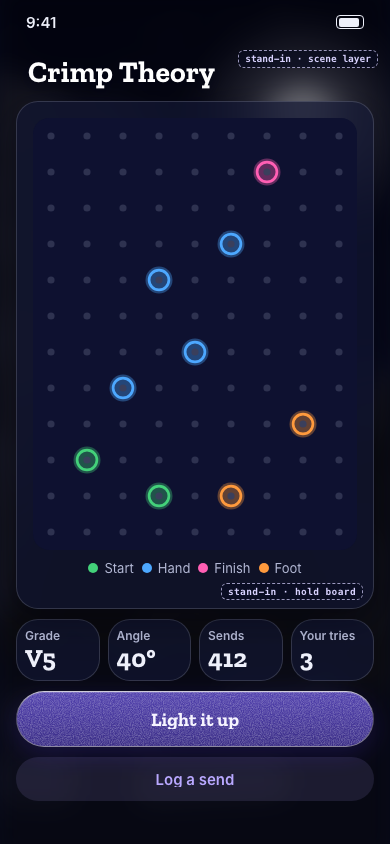 9:41
stand-in · scene layer
Crimp Theory
Start Hand Finish Foot
stand-in · hold board
Grade Angle Sends Your tries
V5 40° 412 3
Light it up
Log a send